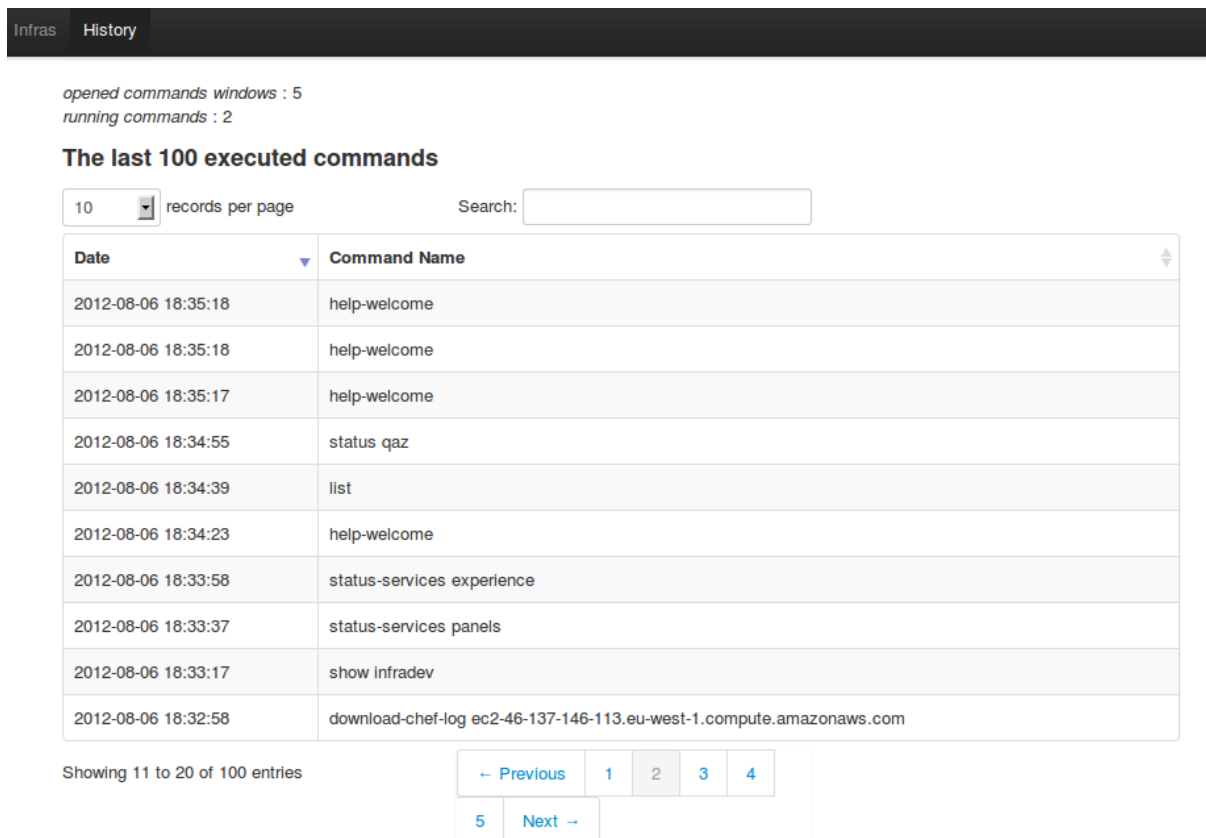 Infras History
opened commands windows : 5
running commands : 2
The last 100 executed commands
10 records per page Search:
Date Command Name
2012-08-06 18:35:18 help-welcome
2012-08-06 18:35:18 help-welcome
2012-08-06 18:35:17 help-welcome
2012-08-06 18:34:55 status qaz
2012-08-06 18:34:39 list
2012-08-06 18:34:23 help-welcome
2012-08-06 18:33:58 status-services experience
2012-08-06 18:33:37 status-services panels
2012-08-06 18:33:17 show infradev
2012-08-06 18:32:58 download-chef-log ec2-46-137-146-113.eu-west-1.compute.amazonaws.com
Showing 11 to 20 of 100 entries ← Previous 1 2 3 4
5 Next →